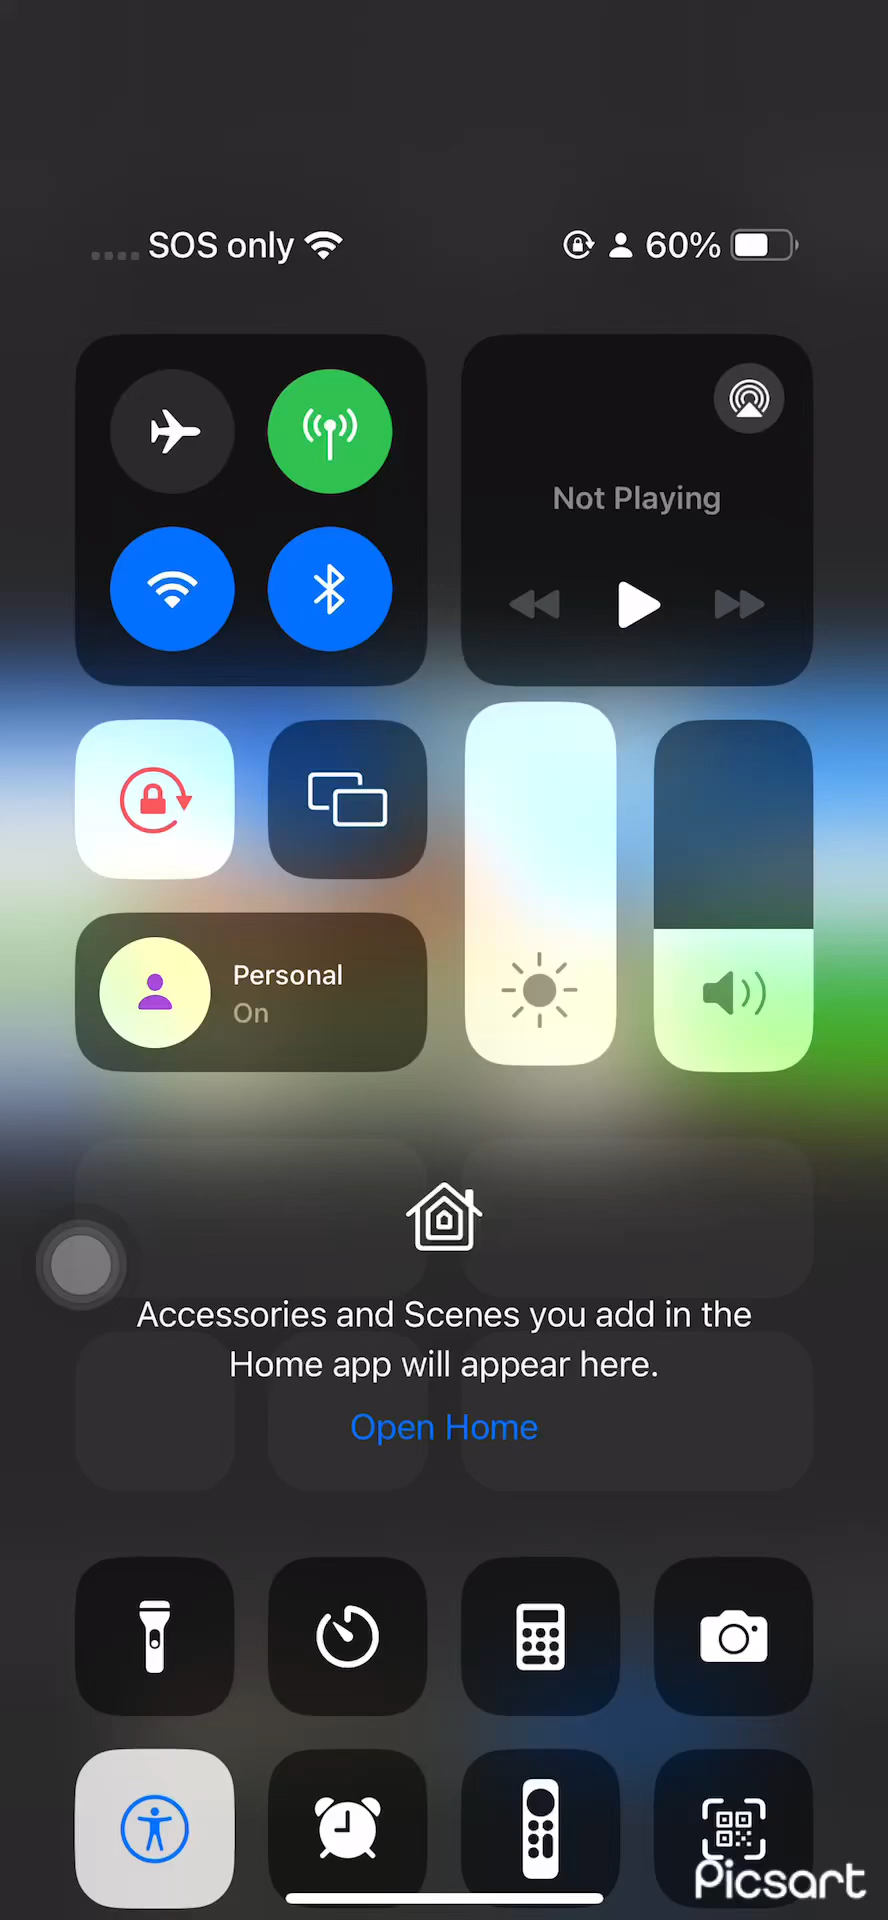 SOS only
60%
Not Playing
Personal
On
Accessories and Scenes you add in the
Home app will appear here.
Open Home
Picsart